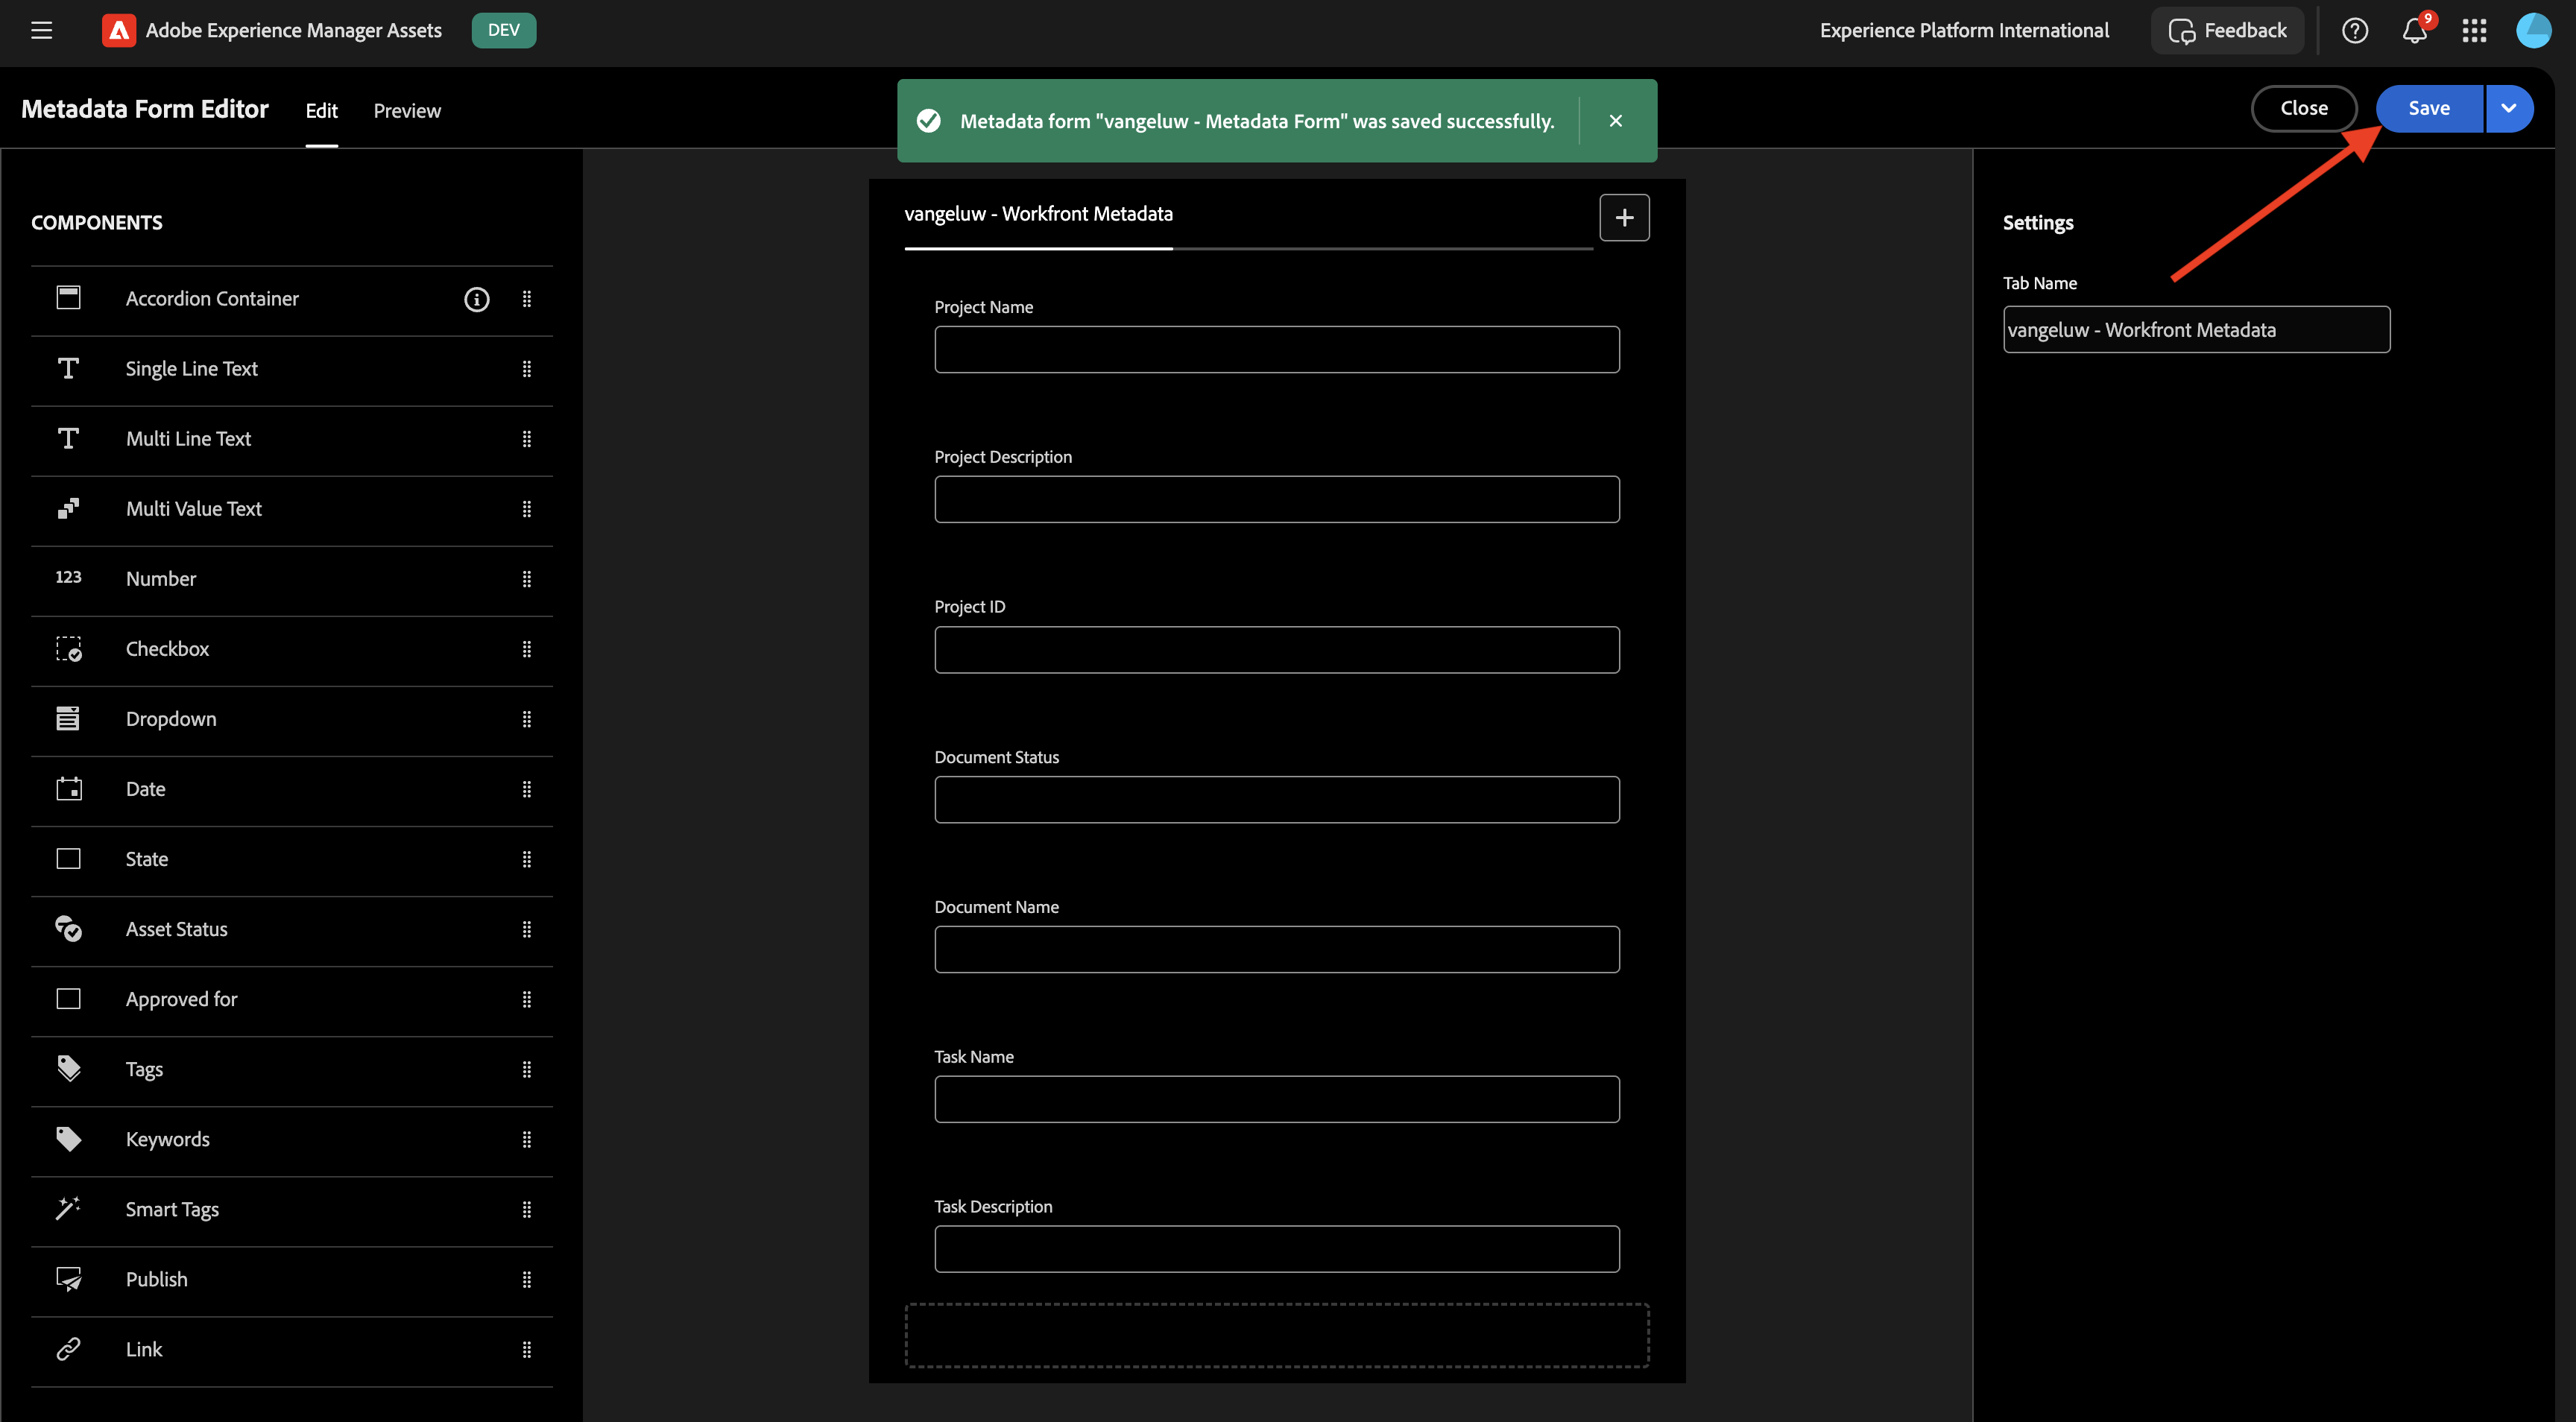 Adobe Experience Manager Assets
DEV
Experience Platform International
Feedback
9
Metadata Form Editor
Edit
Preview
Metadata form "vangeluw - Metadata Form" was saved successfully.
Close
Save
COMPONENTS
Accordion Container
Single Line Text
Multi Line Text
Multi Value Text
123
Number
Checkbox
Dropdown
Date
State
Asset Status
Approved for
Tags
Keywords
Smart Tags
Publish
Link
vangeluw - Workfront Metadata
Project Name
Project Description
Project ID
Document Status
Document Name
Task Name
Task Description
Settings
Tab Name
vangeluw - Workfront Metadata